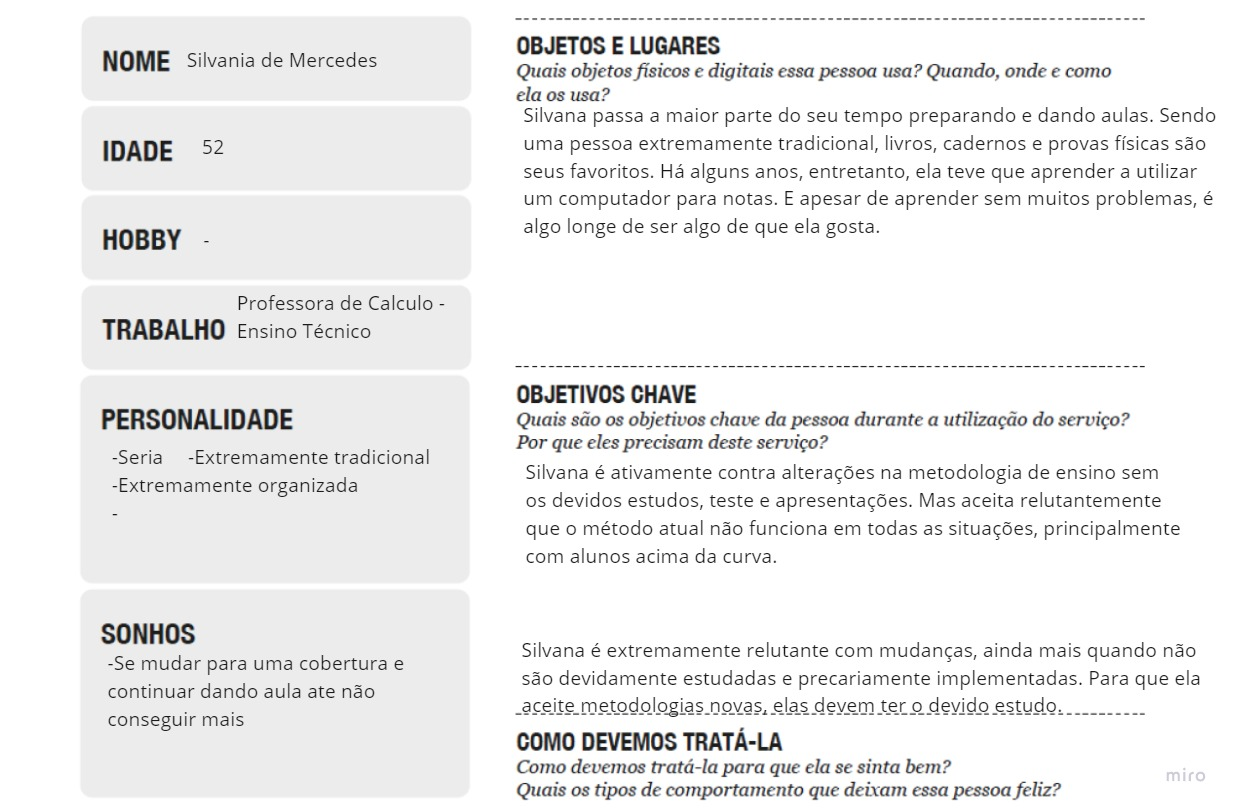 NOME Silvania de Mercedes
IDADE 52
HOBBY -
TRABALHO Professora de Calculo -
Ensino Técnico
PERSONALIDADE
-Seria -Extremamente tradicional
-Extremamente organizada
-
SONHOS
-Se mudar para uma cobertura e
continuar dando aula ate não
conseguir mais
OBJETOS E LUGARES
Quais objetos físicos e digitais essa pessoa usa? Quando, onde e como
ela os usa?
Silvana passa a maior parte do seu tempo preparando e dando aulas. Sendo
uma pessoa extremamente tradicional, livros, cadernos e provas físicas são
seus favoritos. Há alguns anos, entretanto, ela teve que aprender a utilizar
um computador para notas. E apesar de aprender sem muitos problemas, é
algo longe de ser algo de que ela gosta.
OBJETIVOS CHAVE
Quais são os objetivos chave da pessoa durante a utilização do serviço?
Por que eles precisam deste serviço?
Silvana é ativamente contra alterações na metodologia de ensino sem
os devidos estudos, teste e apresentações. Mas aceita relutantemente
que o método atual não funciona em todas as situações, principalmente
com alunos acima da curva.
Silvana é extremamente relutante com mudanças, ainda mais quando não
são devidamente estudadas e precariamente implementadas. Para que ela
aceite metodologias novas, elas devem ter o devido estudo.
COMO DEVEMOS TRATÁ-LA
Como devemos tratá-la para que ela se sinta bem?
Quais os tipos de comportamento que deixam essa pessoa feliz?
miro